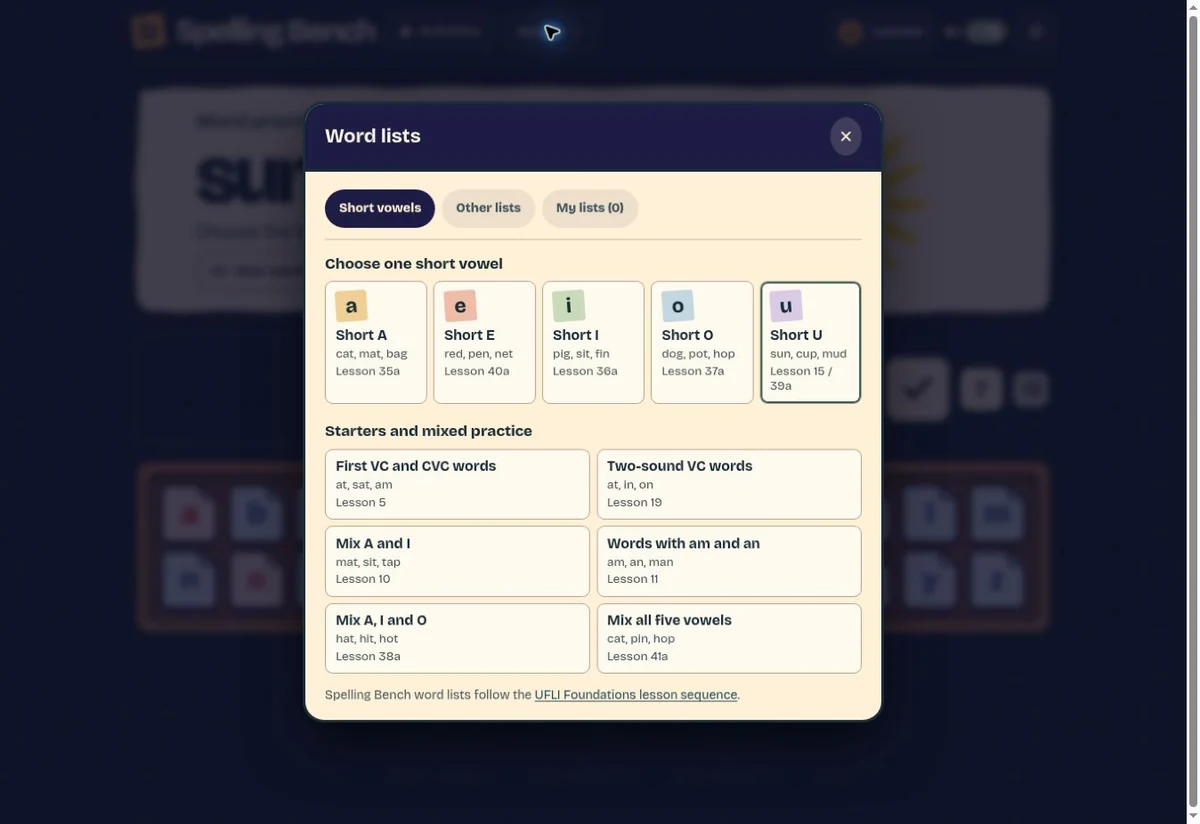 Spelling Bench
Word lists
Short vowels
Other lists
My lists (0)
Choose one short vowel
a
Short A
cat, mat, bag
Lesson 35a
e
Short E
red, pen, net
Lesson 40a
i
Short I
pig, sit, fin
Lesson 36a
o
Short O
dog, pot, hop
Lesson 37a
u
Short U
sun, cup, mud
Lesson 15 /
39a
Starters and mixed practice
First VC and CVC words
at, sat, am
Lesson 5
Two-sound VC words
at, in, on
Lesson 19
Mix A and I
mat, sit, tap
Lesson 10
Words with am and an
am, an, man
Lesson 11
Mix A, I and O
hat, hit, hot
Lesson 38a
Mix all five vowels
cat, pin, hop
Lesson 41a
Spelling Bench word lists follow the UFLI Foundations lesson sequence.
a b l m
n y z